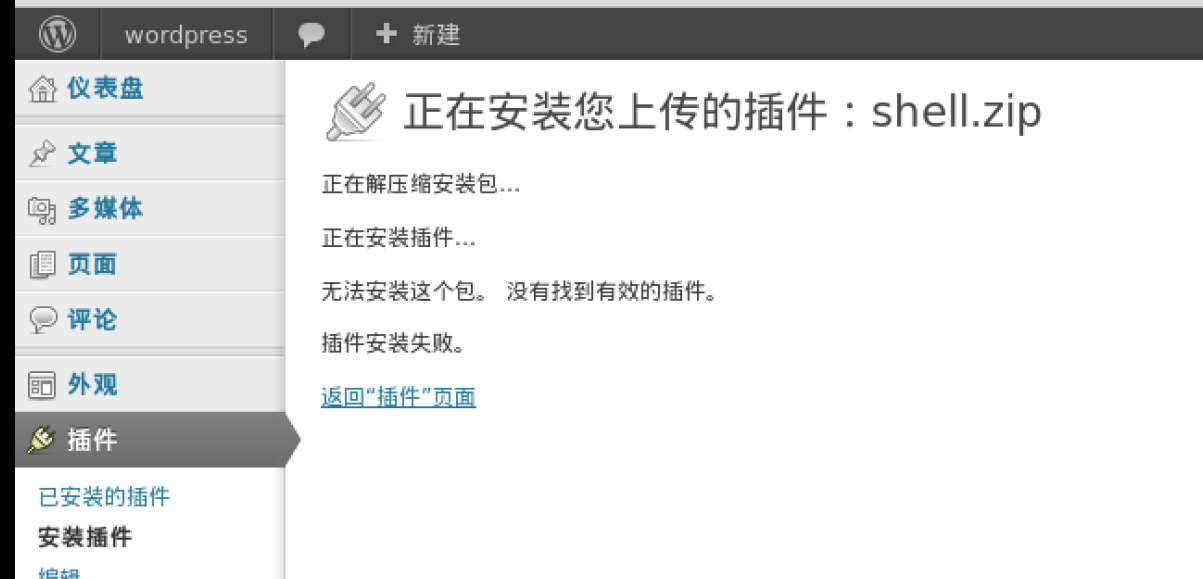 wordpress 新建
仪表盘
文章
多媒体
页面
评论
外观
插件
已安装的插件
安装插件
编辑
正在安装您上传的插件：shell.zip
正在解压缩安装包…
正在安装插件…
无法安装这个包。 没有找到有效的插件。
插件安装失败。
返回“插件”页面